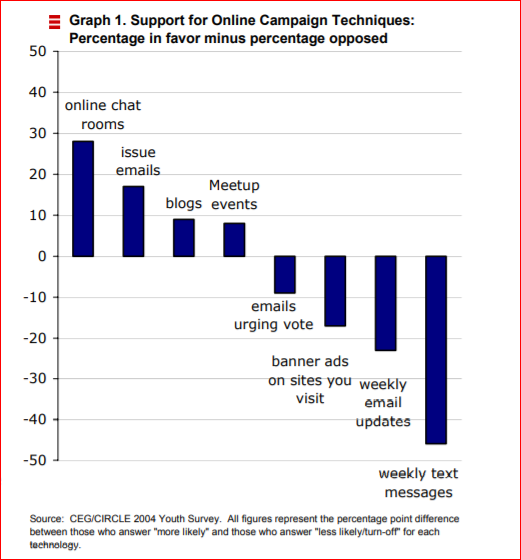 Graph 1. Support for Online Campaign Techniques:
Percentage in favor minus percentage opposed
50
40
30
20
10
0
-10
-20
-30
-40
-50
online chat
rooms
issue
emails
blogs
Meetup
events
emails
urging vote
banner ads
on sites you
visit
weekly
email
updates
weekly text
messages
Source: CEG/CIRCLE 2004 Youth Survey. All figures represent the percentage point difference
between those who answer "more likely" and those who answer "less likely/turn-off" for each
technology.